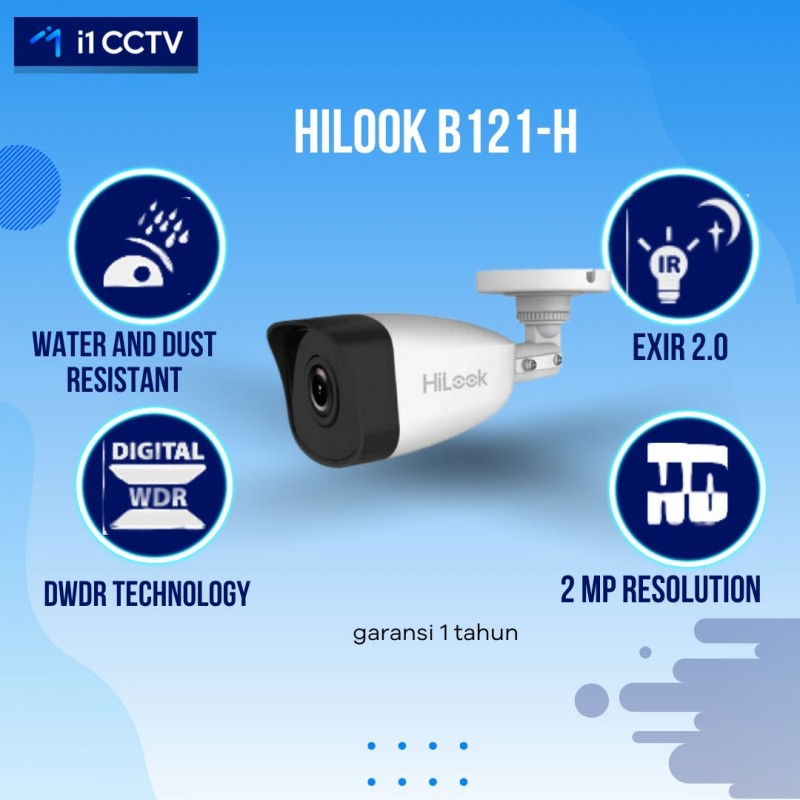 i1 CCTV
HILOOK B121-H
IR
WATER AND DUST
RESISTANT
EXIR 2.0
HiLook
DIGITAL
WDR
DWDR TECHNOLOGY
2 MP RESOLUTION
garansi 1 tahun